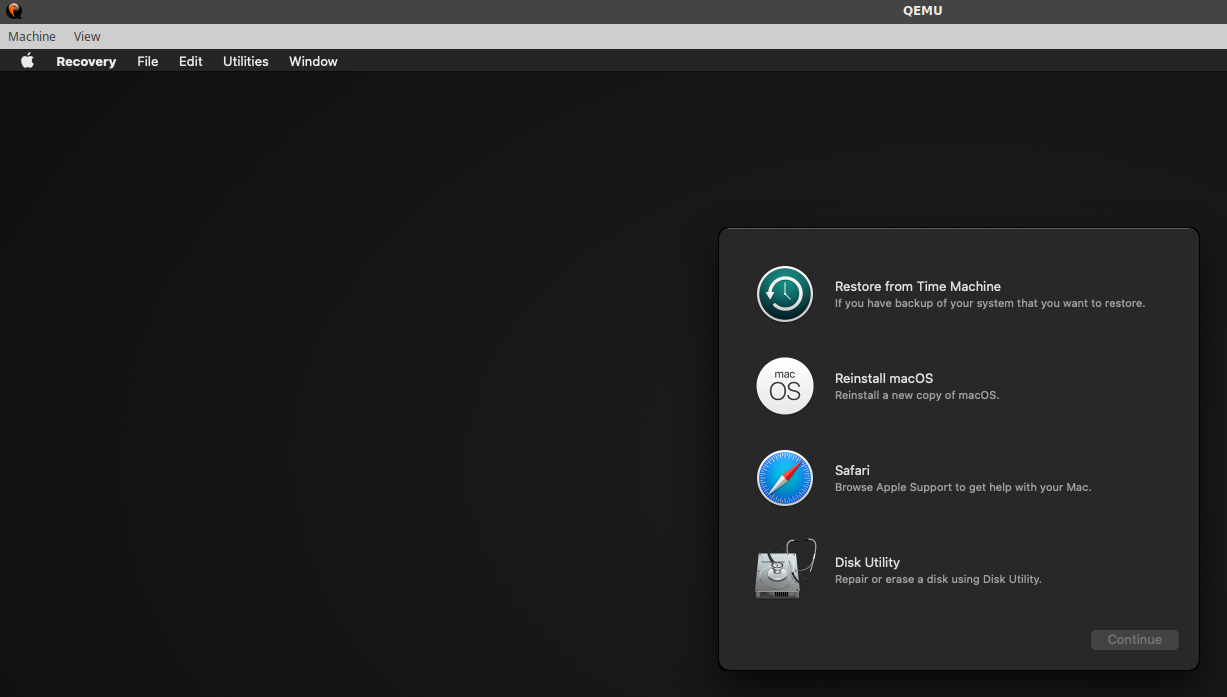 QEMU
Machine View
Recovery File Edit Utilities Window
Restore from Time Machine
If you have backup of your system that you want to restore.
mac
OS
Reinstall macOS
Reinstall a new copy of macOS.
Safari
Browse Apple Support to get help with your Mac.
Disk Utility
Repair or erase a disk using Disk Utility.
Continue